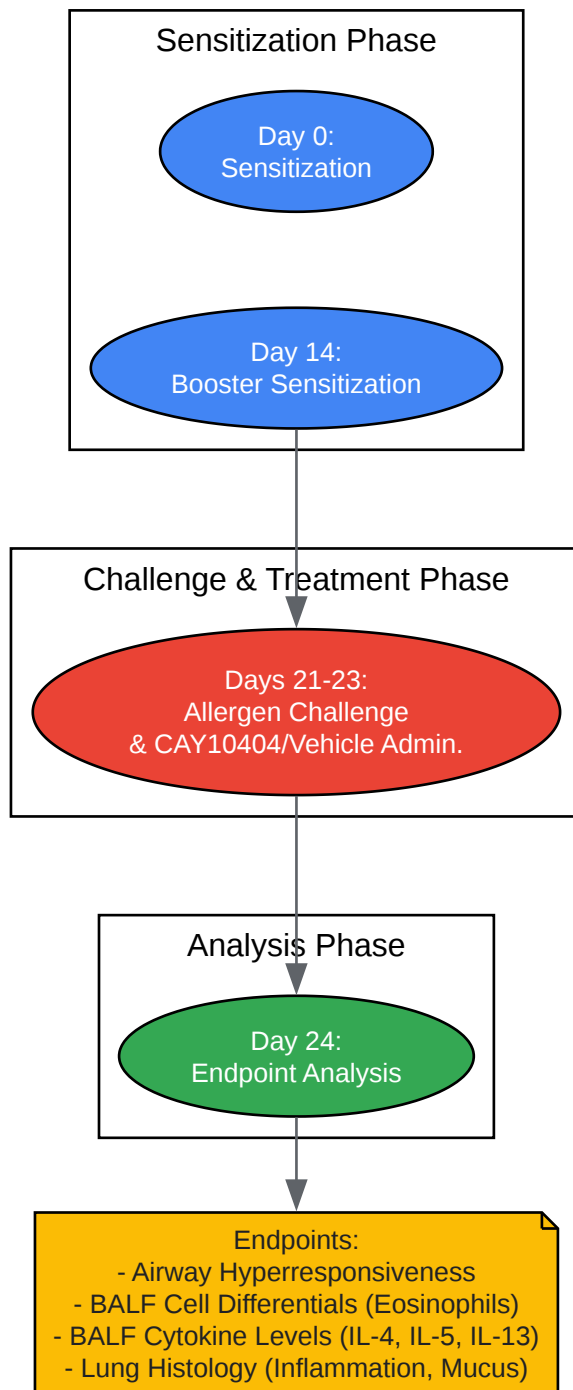 Sensitization Phase
Day 0:
Sensitization
Day 14:
Booster Sensitization
Challenge & Treatment Phase
Days 21-23:
Allergen Challenge
& CAY10404/Vehicle Admin.
Analysis Phase
Day 24:
Endpoint Analysis
Endpoints:
- Airway Hyperresponsiveness
- BALF Cell Differentials (Eosinophils)
- BALF Cytokine Levels (IL-4, IL-5, IL-13)
- Lung Histology (Inflammation, Mucus)